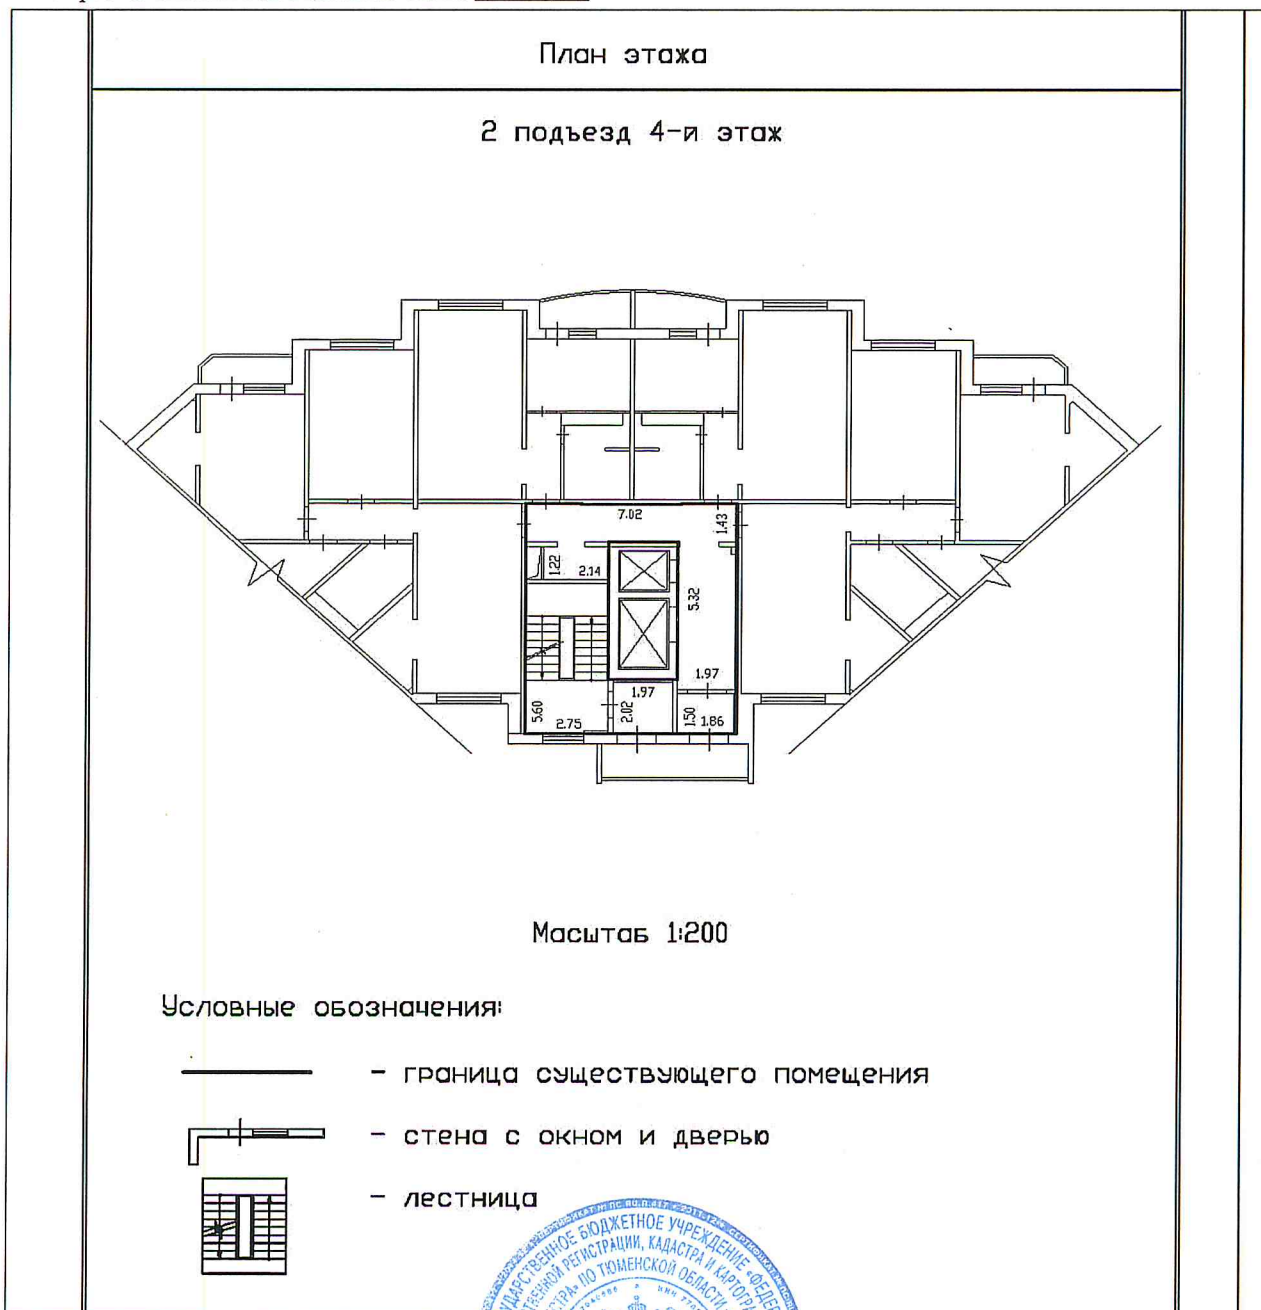 План этажа
2 подъезд 4-и этаж
7.02
1.43
1.22
2.14
5.32
1.97
1.97
5.60
2.75
2.02
1.50
1.86
Масштаб 1:200
Условные обозначения:
- граница существующего помещения
- стена с окном и дверью
- лестница
БЮДЖЕТНОЕ УЧРЕЖДЕНИЕ
РЕГИСТРАЦИИ, КАДАСТРА И
ПО ТЮМЕНСКОЙ ОБЛАСТИ